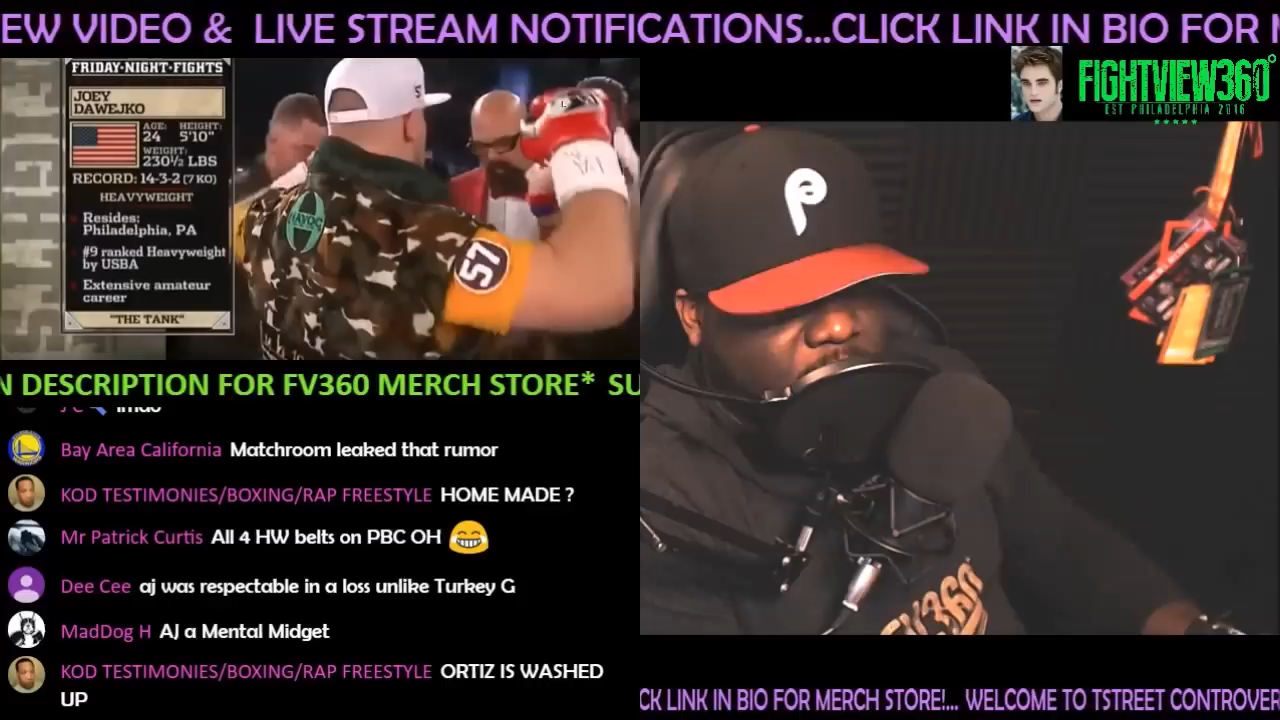 EW VIDEO & LIVE STREAM NOTIFICATIONS...CLICK LINK IN BIO FOR
FIGHTVIEW360°
EST PHILADELPHIA 2016
FRIDAY·NIGHT·FIGHTS
JOEY
DAWEJKO
AGE: HEIGHT:
24 5'10"
WEIGHT:
230½ LBS
RECORD: 14-3-2 (7 KO)
HEAVYWEIGHT
Resides:
Philadelphia, PA
#9 ranked Heavyweight
by USBA
Extensive amateur
career
"THE TANK"
HAVOC
57
P
N DESCRIPTION FOR FV360 MERCH STORE* SU
lmao
Bay Area California Matchroom leaked that rumor
KOD TESTIMONIES/BOXING/RAP FREESTYLE HOME MADE ?
Mr Patrick Curtis All 4 HW belts on PBC OH 😂
Dee Cee aj was respectable in a loss unlike Turkey G
MadDog H AJ a Mental Midget
KOD TESTIMONIES/BOXING/RAP FREESTYLE ORTIZ IS WASHED
UP
FV360
CK LINK IN BIO FOR MERCH STORE!... WELCOME TO TSTREET CONTROVER